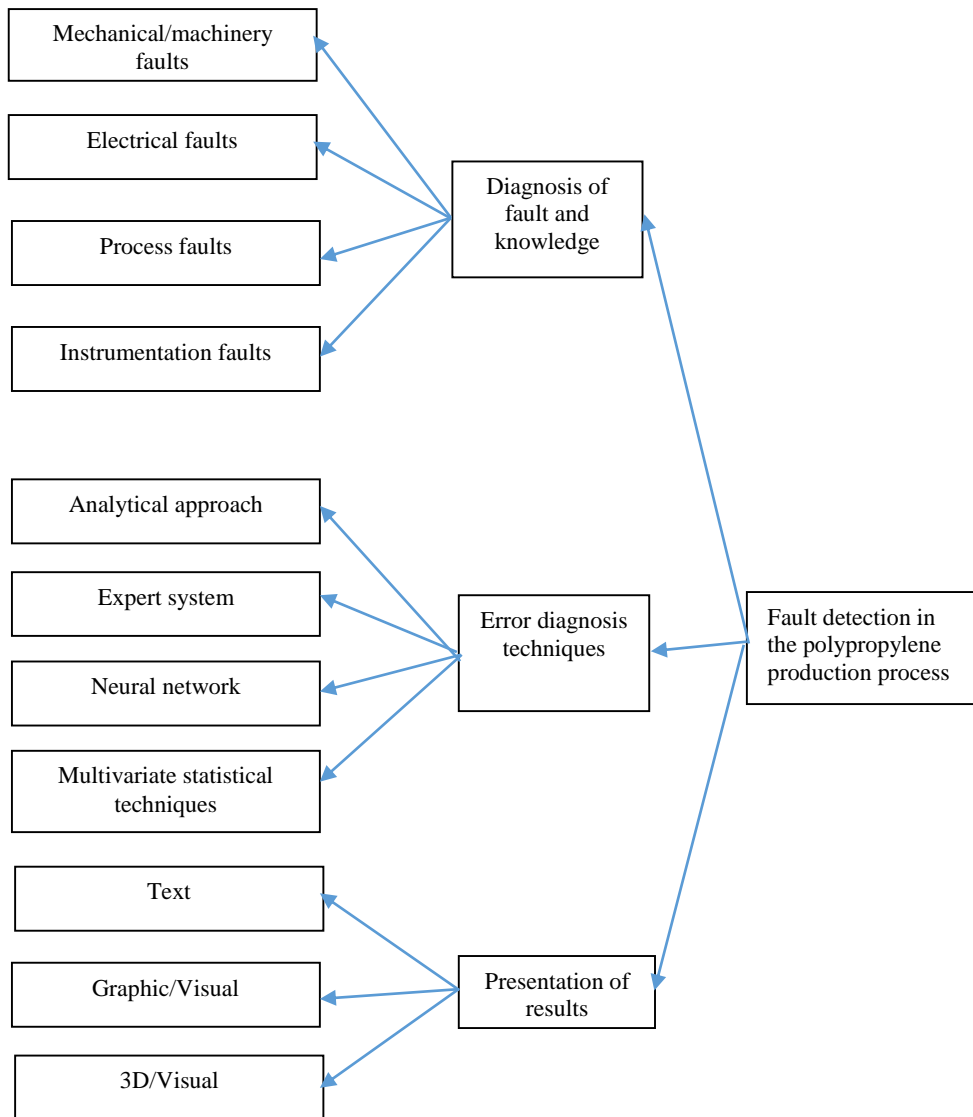 Mechanical/machinery
faults
Electrical faults
Process faults
Instrumentation faults
Diagnosis of
fault and
knowledge
Analytical approach
Expert system
Neural network
Multivariate statistical
techniques
Error diagnosis
techniques
Fault detection in
the polypropylene
production process
Text
Graphic/Visual
3D/Visual
Presentation of
results